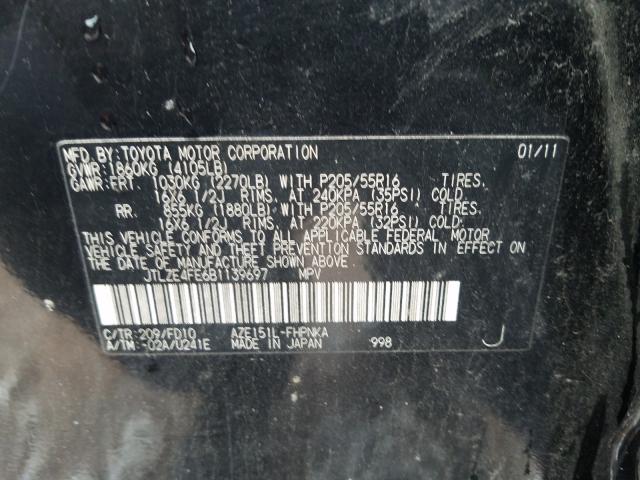 MFD. BY: TOYOTA MOTOR CORPORATION 01/11
GVWR: 1860KG (4105LB)
GAWR: FRT. 1030KG (2270LB) WITH P205/55R16 TIRES.
16X6 1/2J RIMS. AT 240KPA (35PSI) COLD
RR. 855KG (1880LB) WITH P205/55R16 TIRES.
16X6 1/2J RIMS. AT 220KPA (32PSI) COLD.
THIS VEHICLE CONFORMS TO ALL APPLICABLE FEDERAL MOTOR
VEHICLE SAFETY AND THEFT PREVENTION STANDARDS IN EFFECT ON
THE DATE OF MANUFACTURE SHOWN ABOVE.
JTLZE4FE6B1139697 MPV
C/TR: 209/FD10 AZE151L-FHPNKA
A/TM: -02A/U241E MADE IN JAPAN 998 J